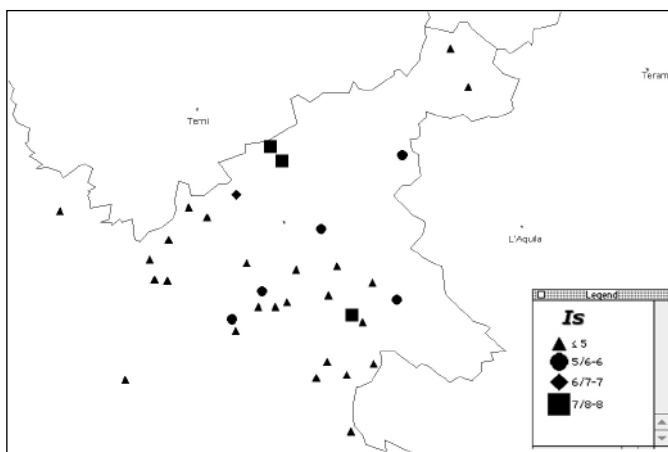 Teram
Terni
L'Aquila
Legend
Is
≤ 5
5/6-6
6/7-7
7/8-8